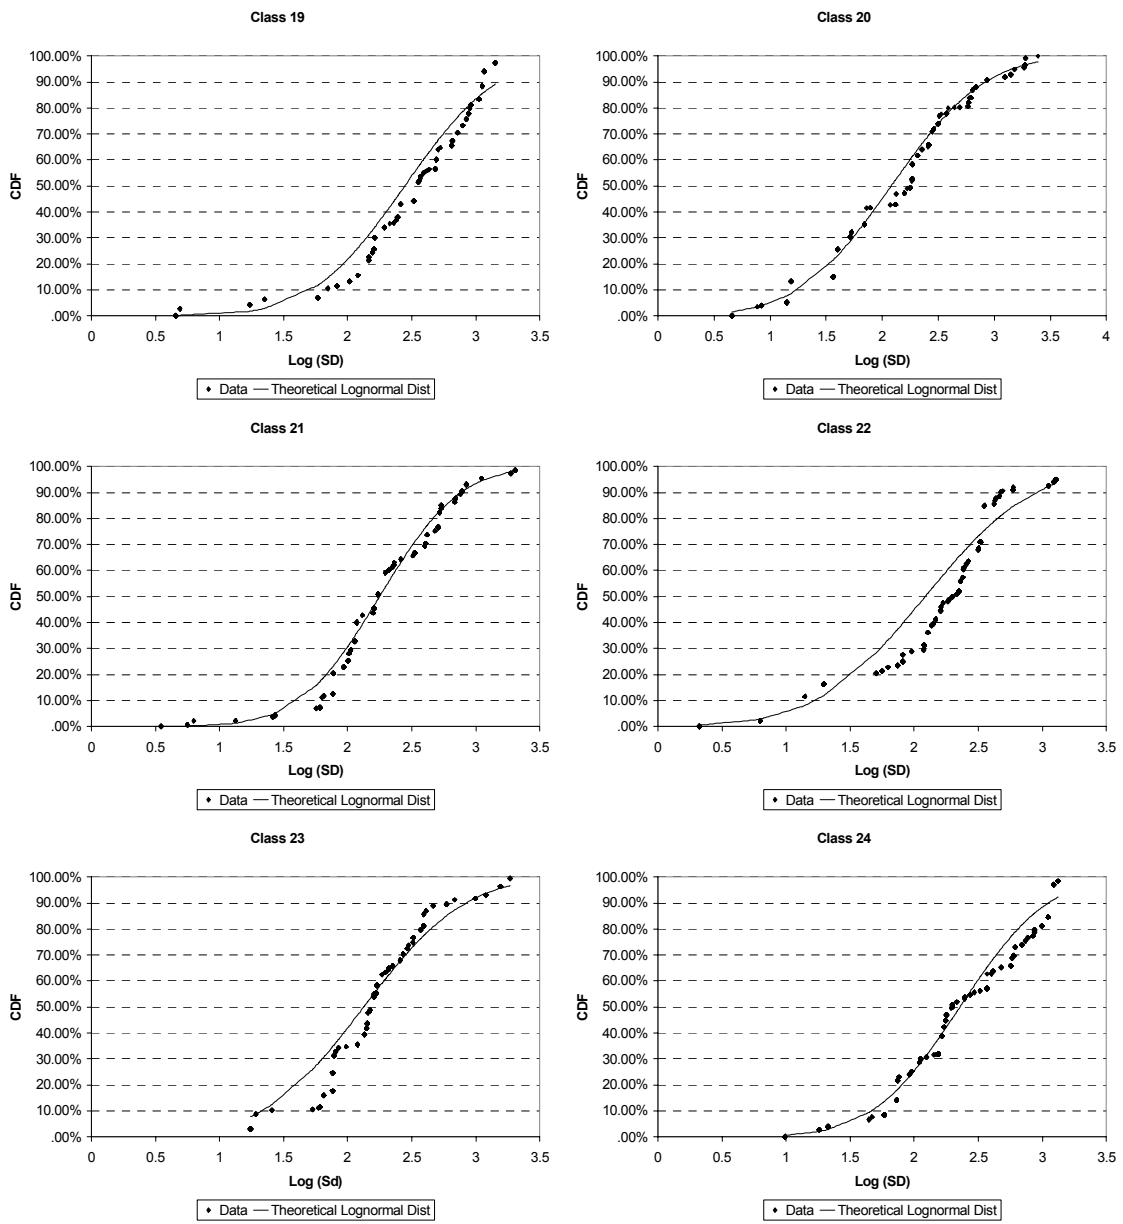 Class 19
100.00%
90.00%
80.00%
70.00%
60.00%
50.00%
40.00%
30.00%
20.00%
10.00%
.00%
CDF
0 0.5 1 1.5 2 2.5 3 3.5
Log (SD)
Data Theoretical Lognormal Dist
Class 20
100.00%
90.00%
80.00%
70.00%
60.00%
50.00%
40.00%
30.00%
20.00%
10.00%
.00%
CDF
0 0.5 1 1.5 2 2.5 3 3.5 4
Log (SD)
Data Theoretical Lognormal Dist
Class 21
100.00%
90.00%
80.00%
70.00%
60.00%
50.00%
40.00%
30.00%
20.00%
10.00%
.00%
CDF
0 0.5 1 1.5 2 2.5 3 3.5
Log (SD)
Data Theoretical Lognormal Dist
Class 22
100.00%
90.00%
80.00%
70.00%
60.00%
50.00%
40.00%
30.00%
20.00%
10.00%
.00%
CDF
0 0.5 1 1.5 2 2.5 3 3.5
Log (SD)
Data Theoretical Lognormal Dist
Class 23
100.00%
90.00%
80.00%
70.00%
60.00%
50.00%
40.00%
30.00%
20.00%
10.00%
.00%
CDF
0 0.5 1 1.5 2 2.5 3 3.5
Log (Sd)
Data Theoretical Lognormal Dist
Class 24
100.00%
90.00%
80.00%
70.00%
60.00%
50.00%
40.00%
30.00%
20.00%
10.00%
.00%
CDF
0 0.5 1 1.5 2 2.5 3 3.5
Log (SD)
Data Theoretical Lognormal Dist